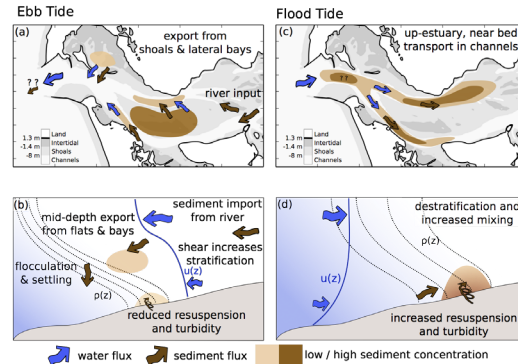 Ebb Tide
Flood Tide
(a)
export from
shoals & lateral bays
? ?
river input
Land
Intertidal
Shoals
Channels
1.3 m
-1.4 m
-8 m
(c)
up-estuary, near bed
transport in channels
? ?
Land
Intertidal
Shoals
Channels
1.3 m
-1.4 m
-8 m
(b)
mid-depth export
from flats & bays
sediment import
from river
shear increases
stratification
u(z)
flocculation
& settling
ρ(z)
reduced resuspension
and turbidity
(d)
destratification and
increased mixing
ρ(z)
u(z)
increased resuspension
and turbidity
water flux
sediment flux
low / high sediment concentration